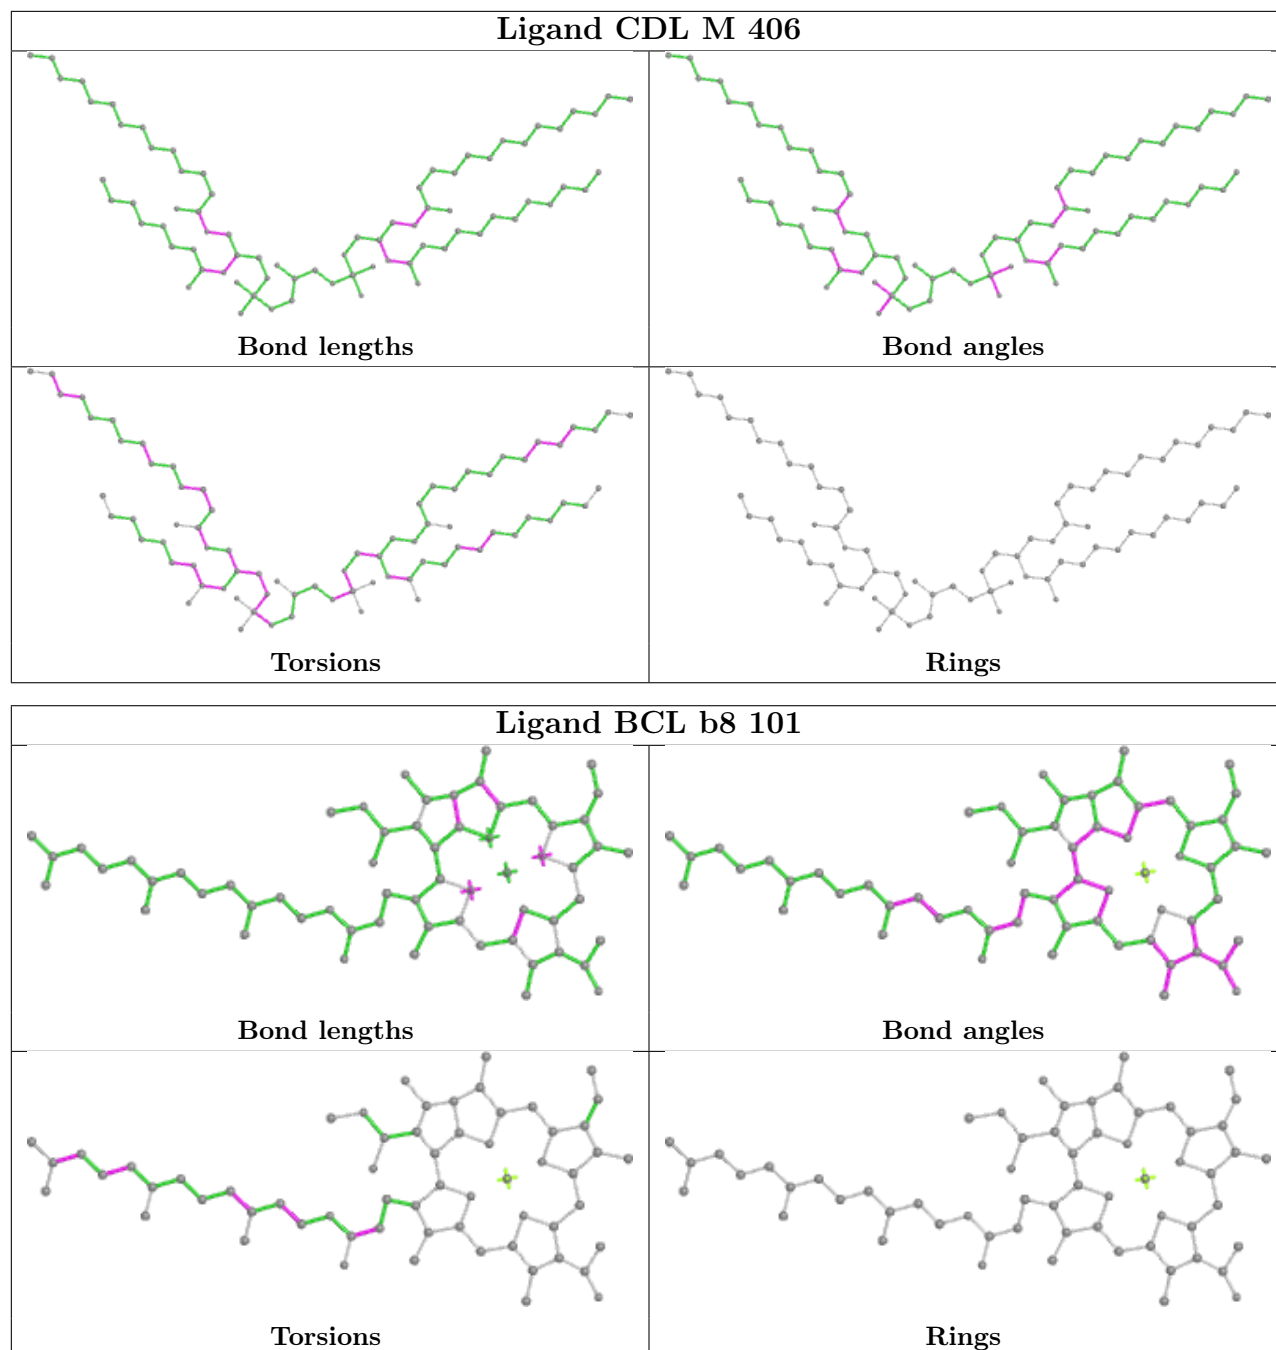 Ligand CDL M 406
Bond lengths
Bond angles
Torsions
Rings
Ligand BCL b8 101
Bond lengths
Bond angles
Torsions
Rings